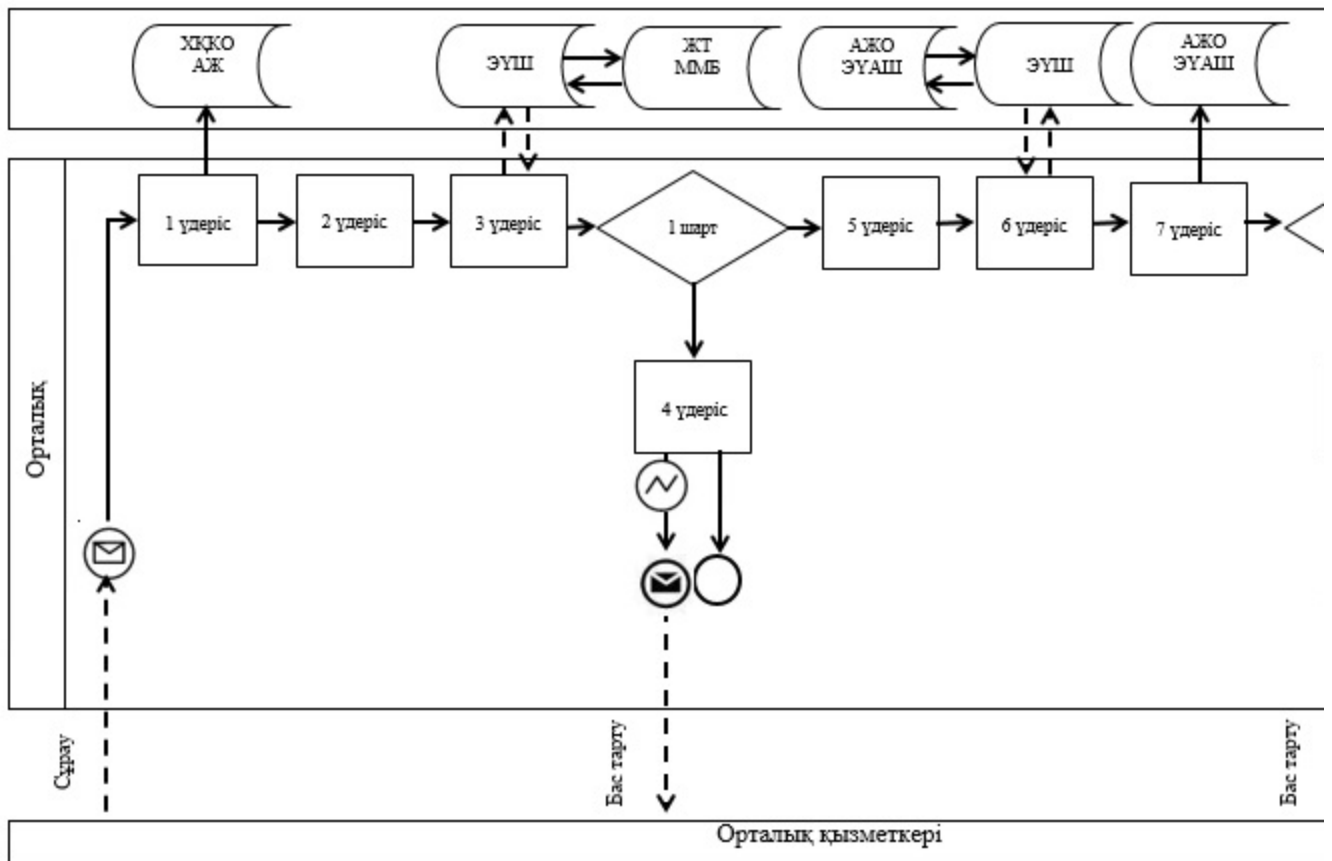 ХҚКО
АЖ
ЭҮШ
ЖТ
ММБ
АЖО
ЭҮАШ
ЭҮШ
АЖО
ЭҮАШ
1 үдеріс
2 үдеріс
3 үдеріс
1 шарт
5 үдеріс
6 үдеріс
7 үдеріс
4 үдеріс
Орталық
Сұрау
Бас тарту
Бас тарту
Орталық қызметкері